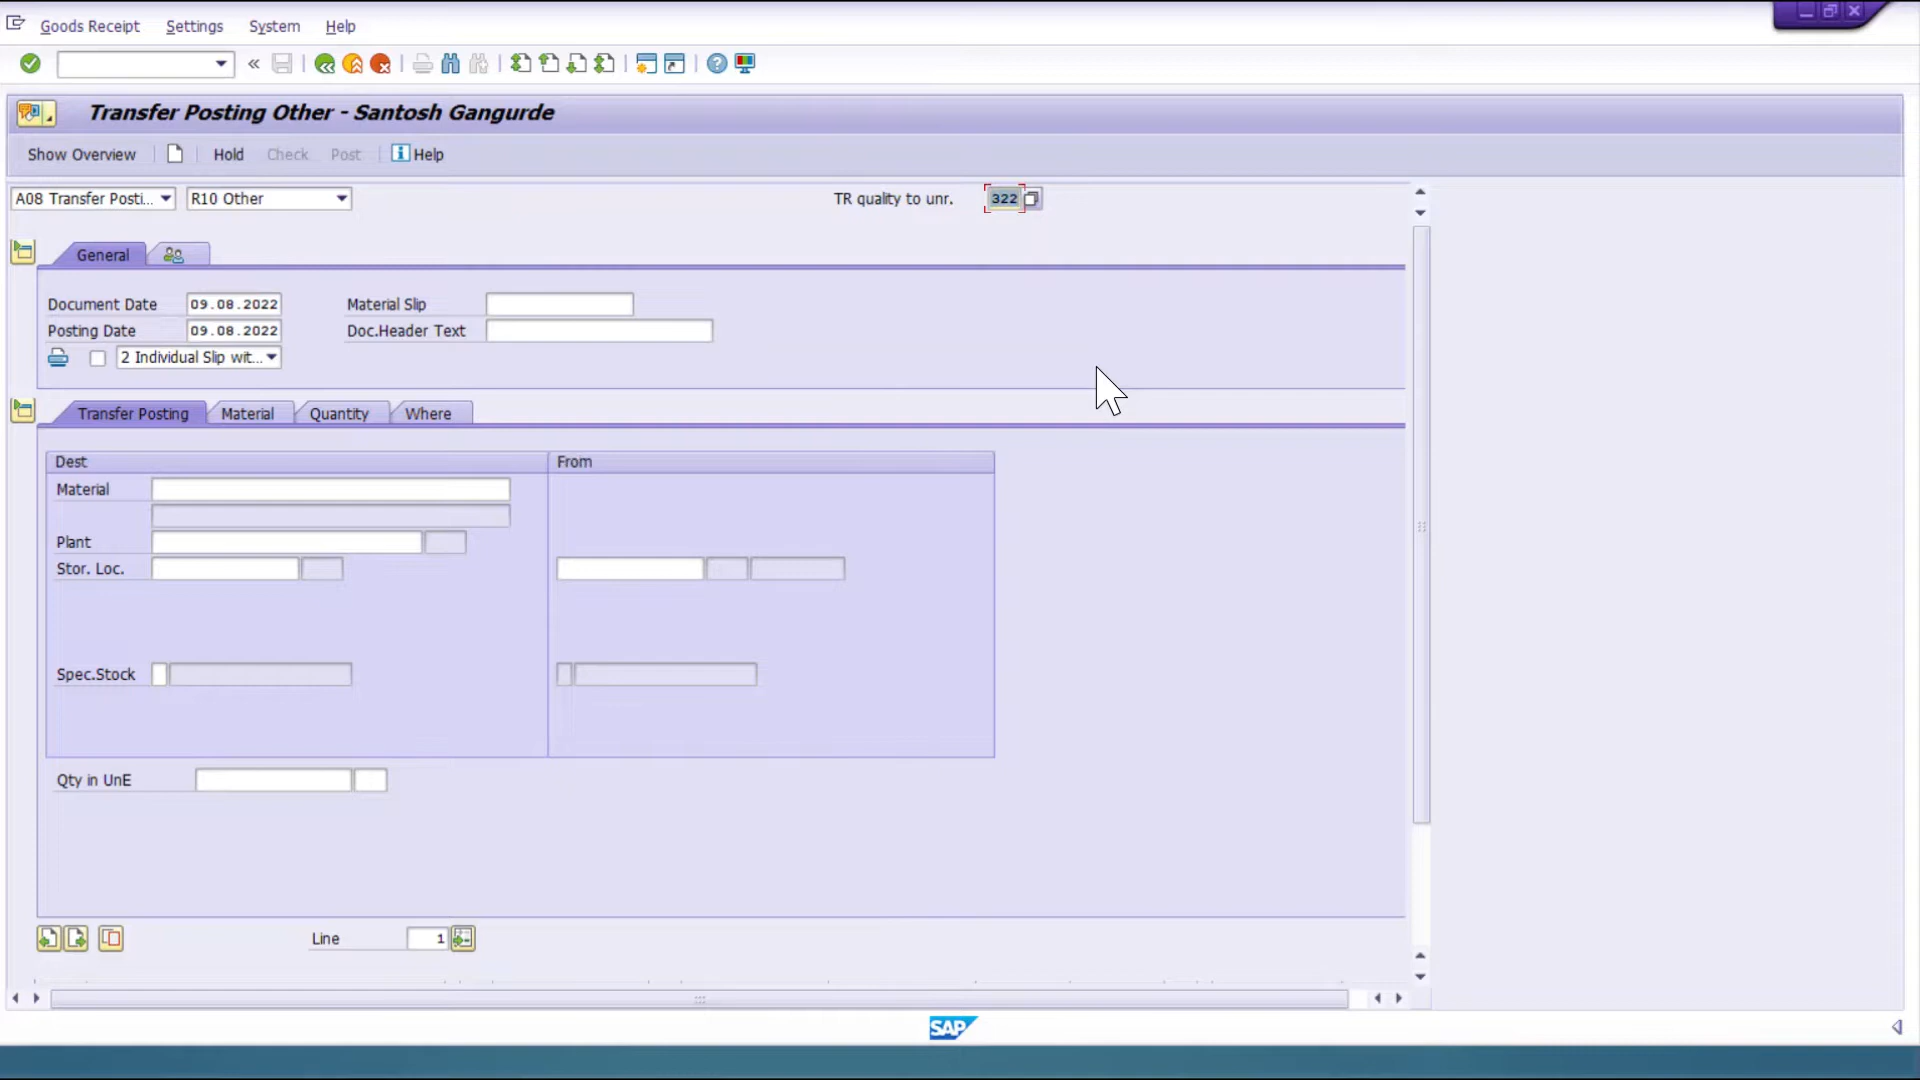 Goods Receipt Settings System Help
Transfer Posting Other - Santosh Gangurde
Show Overview Hold Check Post Help
A08 Transfer Posti... R10 Other TR quality to unr. 322
General
Document Date 09.08.2022 Material Slip
Posting Date 09.08.2022 Doc.Header Text
2 Individual Slip wit...
Transfer Posting Material Quantity Where
Dest From
Material
Plant
Stor. Loc.
Spec.Stock
Qty in UnE
Line 1
SAP